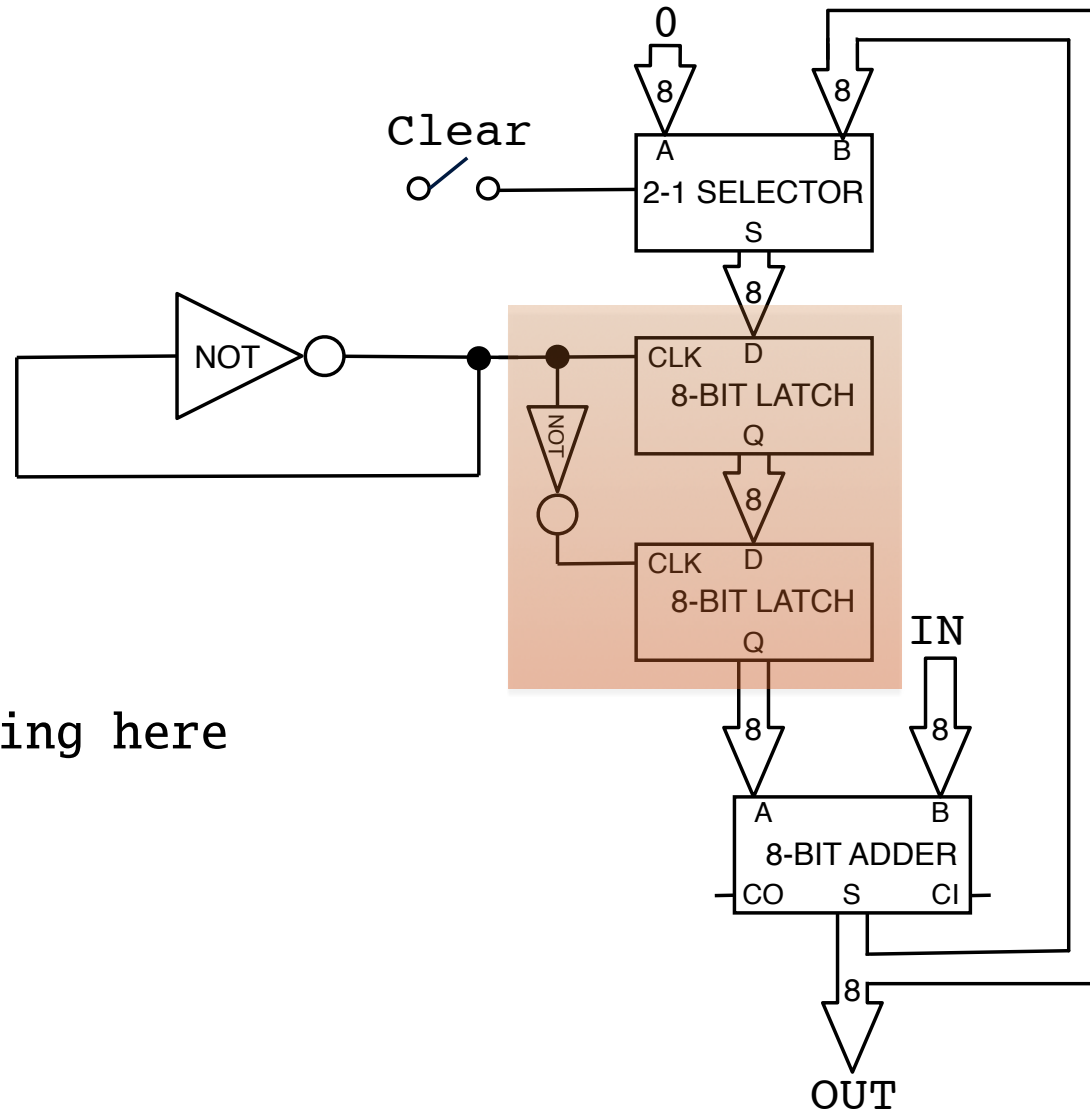 0
8
8
Clear
A
B
2-1 SELECTOR
S
8
NOT
CLK
D
8-BIT LATCH
Q
NOT
8
CLK
D
8-BIT LATCH
Q
IN
ing here
8
8
A
B
8-BIT ADDER
CO
S
CI
8
OUT